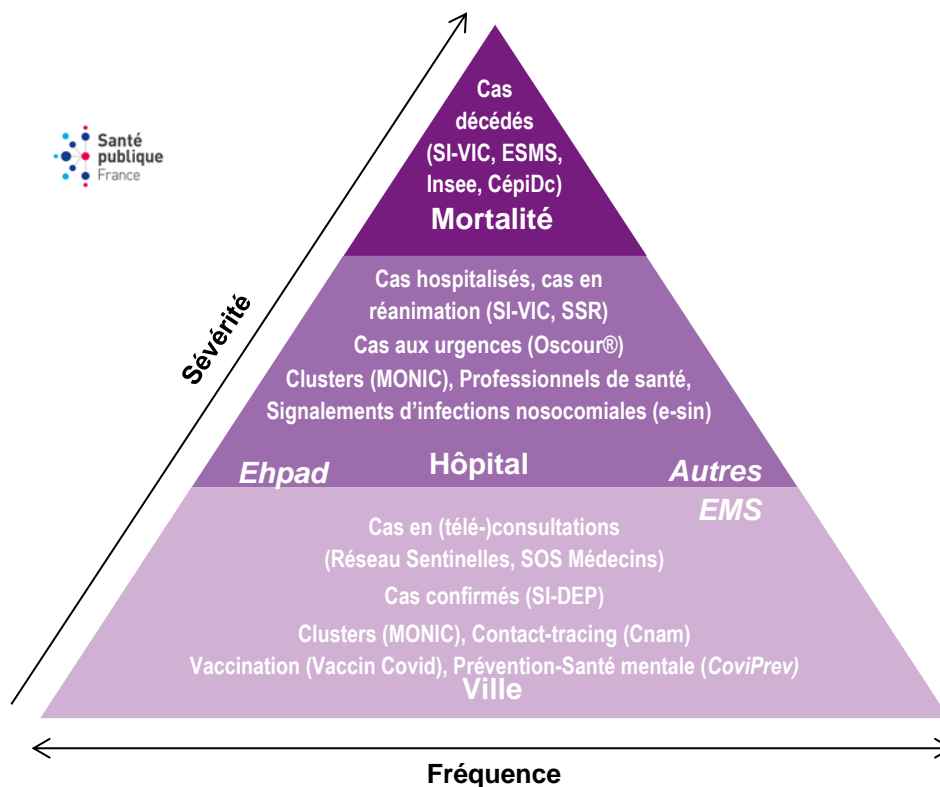 Santé
publique
France
Cas
décédés
(SI-VIC, ESMS,
Insee, CépiDc)
Mortalité
Sévérité
Cas hospitalisés, cas en
réanimation (SI-VIC, SSR)
Cas aux urgences (Oscour®)
Clusters (MONIC), Professionnels de santé,
Signalements d'infections nosocomiales (e-sin)
Ehpad
Hôpital
Autres
EMS
Cas en (télé-)consultations
(Réseau Sentinelles, SOS Médecins)
Cas confirmés (SI-DEP)
Clusters (MONIC), Contact-tracing (Cnam)
Vaccination (Vaccin Covid), Prévention-Santé mentale (CoviPrev)
Ville
Fréquence